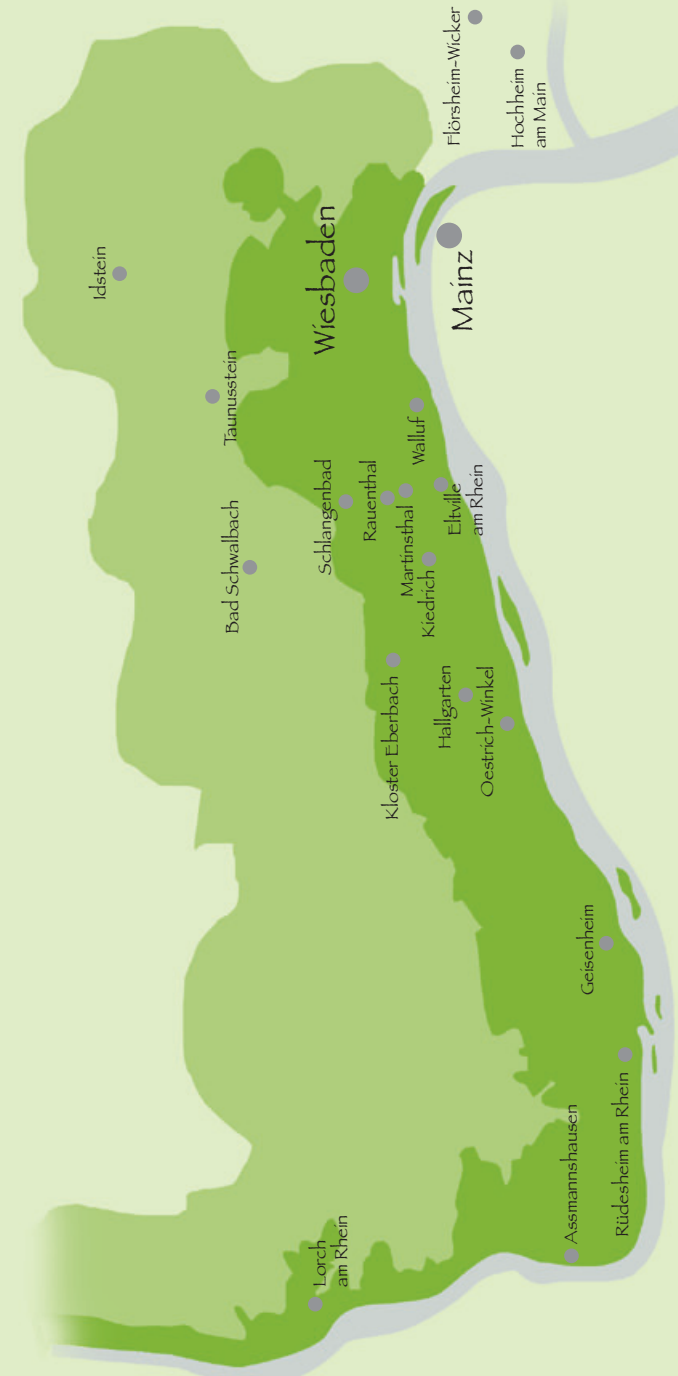 Idstein
Taunusstein
Bad Schwalbach
Wiesbaden
Schlangenbad
Rauenthal
Martinsthal
Walluf
Kiedrich
Eltville
am Rhein
Kloster Eberbach
Hallgarten
Oestrich-Winkel
Mainz
Flörsheim-Wicker
Hochheim
am Main
Geisenheim
Rüdesheim am Rhein
Assmannshausen
Lorch
am Rhein